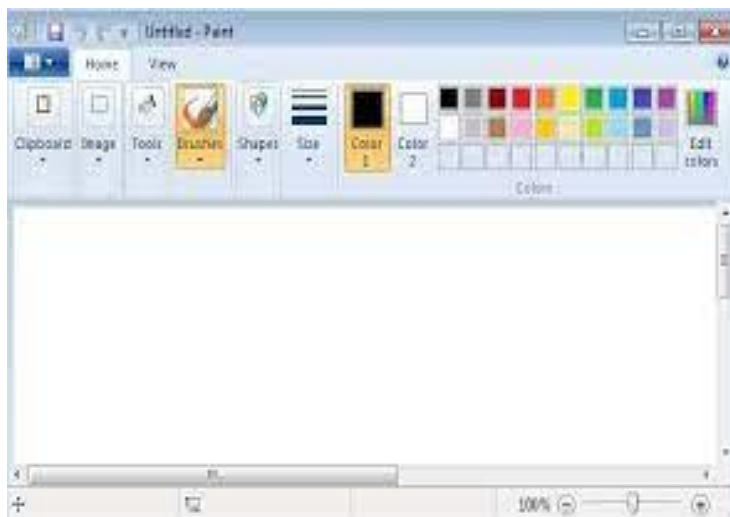 Untitled - Paint
Home View
Clipboard Image Tools Brushes Shapes Size Color 1 Color 2 Edit colors
Colors
100%